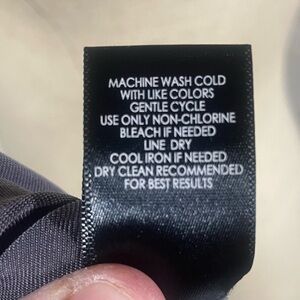 MACHINE WASH COLD
WITH LIKE COLORS
GENTLE CYCLE
USE ONLY NON-CHLORINE
BLEACH IF NEEDED
LINE DRY
COOL IRON IF NEEDED
DRY CLEAN RECOMMENDED
FOR BEST RESULTS